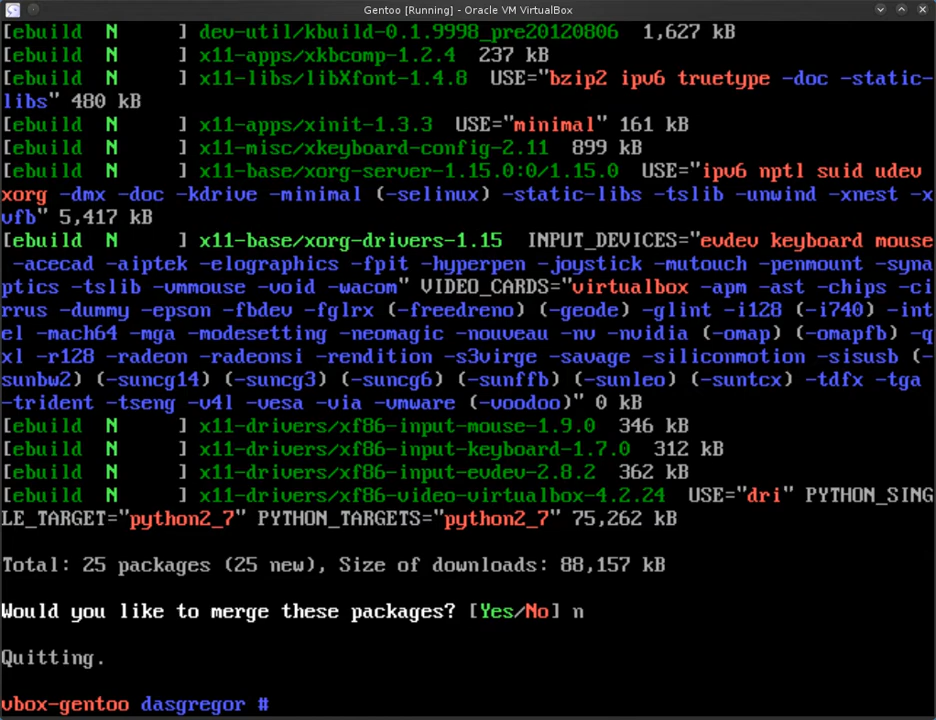 Gentoo [Running] - Oracle VM VirtualBox
[ebuild  N     ] dev-util/kbuild-0.1.9998_pre20120806  1,627 kB
[ebuild  N     ] x11-apps/xkbcomp-1.2.4  237 kB
[ebuild  N     ] x11-libs/libXfont-1.4.8  USE="bzip2 ipv6 truetype -doc -static-
libs" 480 kB
[ebuild  N     ] x11-apps/xinit-1.3.3  USE="minimal" 161 kB
[ebuild  N     ] x11-misc/xkeyboard-config-2.11  899 kB
[ebuild  N     ] x11-base/xorg-server-1.15.0:0/1.15.0  USE="ipv6 nptl suid udev
xorg -dmx -doc -kdrive -minimal (-selinux) -static-libs -tslib -unwind -xnest -x
vfb" 5,417 kB
[ebuild  N     ] x11-base/xorg-drivers-1.15  INPUT_DEVICES="evdev keyboard mouse
-acecad -aiptek -elographics -fpit -hyperpen -joystick -mutouch -penmount -syna
ptics -tslib -vmmouse -void -wacom" VIDEO_CARDS="virtualbox -apm -ast -chips -ci
rrus -dummy -epson -fbdev -fglrx (-freedreno) (-geode) -glint -i128 (-i740) -int
el -mach64 -mga -modesetting -neomagic -nouveau -nv -nvidia (-omap) (-omapfb) -q
xl -r128 -radeon -radeonsi -rendition -s3virge -savage -siliconmotion -sisusb (-
sunbw2) (-suncg14) (-suncg3) (-suncg6) (-sunffb) (-sunleo) (-suntcx) -tdfx -tga
-trident -tseng -v4l -vesa -via -vmware (-voodoo)" 0 kB
[ebuild  N     ] x11-drivers/xf86-input-mouse-1.9.0  346 kB
[ebuild  N     ] x11-drivers/xf86-input-keyboard-1.7.0  312 kB
[ebuild  N     ] x11-drivers/xf86-input-evdev-2.8.2  362 kB
[ebuild  N     ] x11-drivers/xf86-video-virtualbox-4.2.24  USE="dri" PYTHON_SING
LE_TARGET="python2_7" PYTHON_TARGETS="python2_7" 75,262 kB
Total: 25 packages (25 new), Size of downloads: 88,157 kB
Would you like to merge these packages? [Yes/No] n
Quitting.
vbox-gentoo dasgregor #